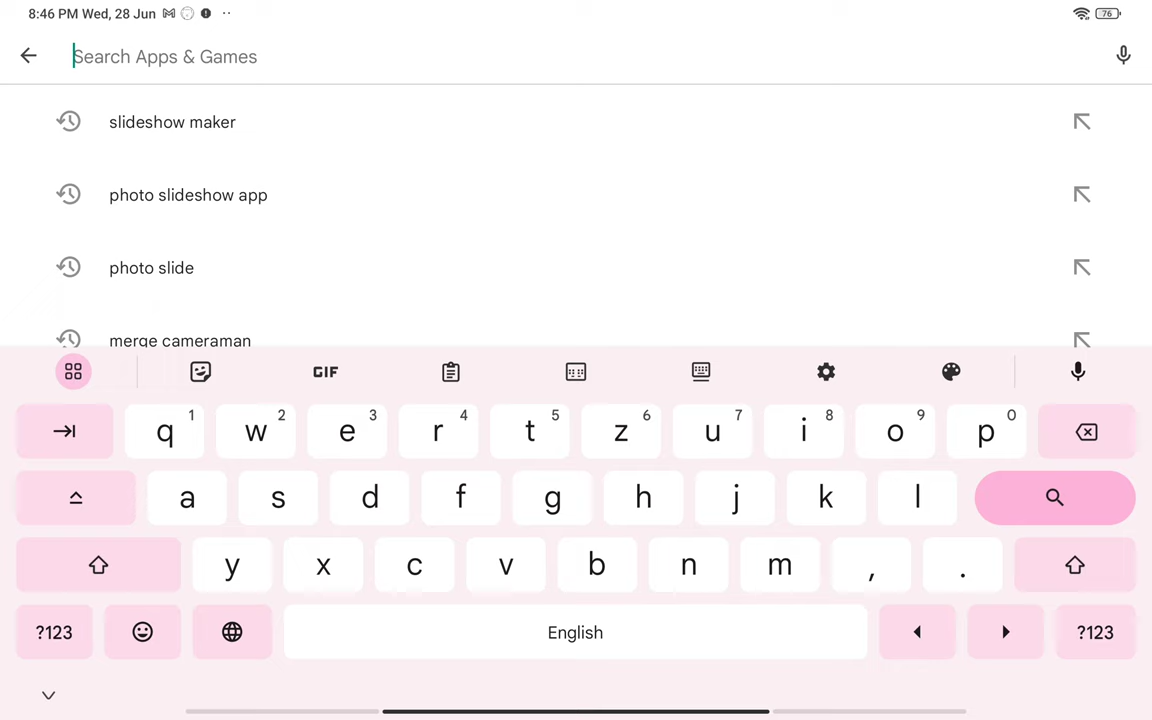 8:46 PM Wed, 28 Jun
76
Search Apps & Games
slideshow maker
photo slideshow app
photo slide
merge cameraman
GIF
q 1 w 2 e 3 r 4 t 5 z 6 u 7 i 8 o 9 p 0
a s d f g h j k l
y x c v b n m , .
?123 English ?123